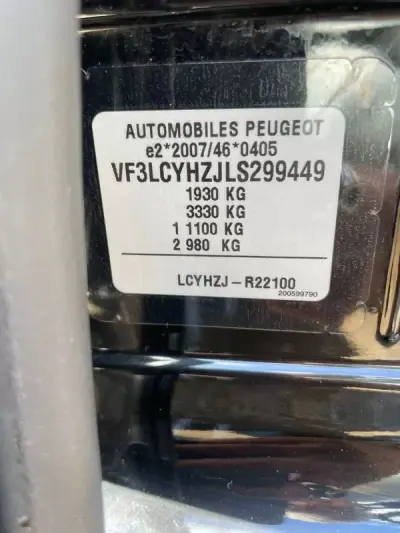 AUTOMOBILES PEUGEOT
e2*2007/46*0405
VF3LCYHZJLS299449
1930 KG
3330 KG
1 1100 KG
2 980 KG
LCYHZJ-R22100
200599790